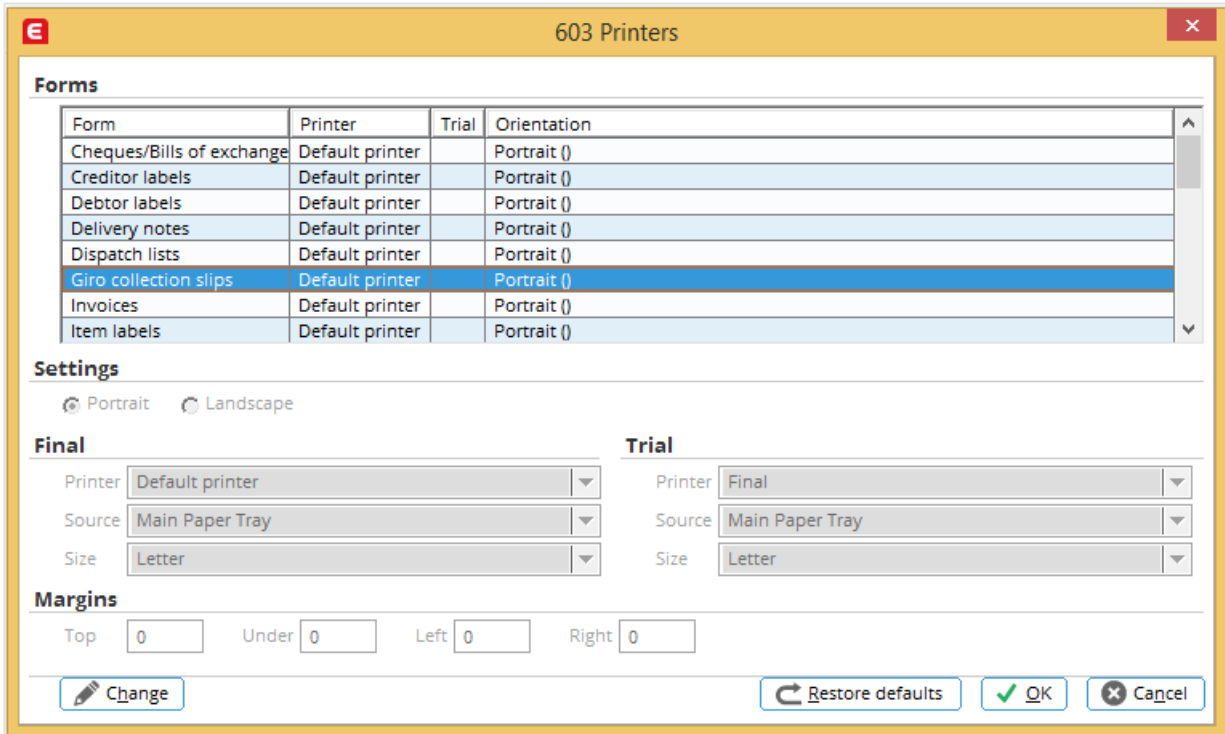 E 603 Printers
Forms
Form Printer Trial Orientation
Cheques/Bills of exchange Default printer Portrait ()
Creditor labels Default printer Portrait ()
Debtor labels Default printer Portrait ()
Delivery notes Default printer Portrait ()
Dispatch lists Default printer Portrait ()
Giro collection slips Default printer Portrait ()
Invoices Default printer Portrait ()
Item labels Default printer Portrait ()
Settings
Portrait Landscape
Final Trial
Printer Default printer Printer Final
Source Main Paper Tray Source Main Paper Tray
Size Letter Size Letter
Margins
Top 0 Under 0 Left 0 Right 0
Change Restore defaults OK Cancel